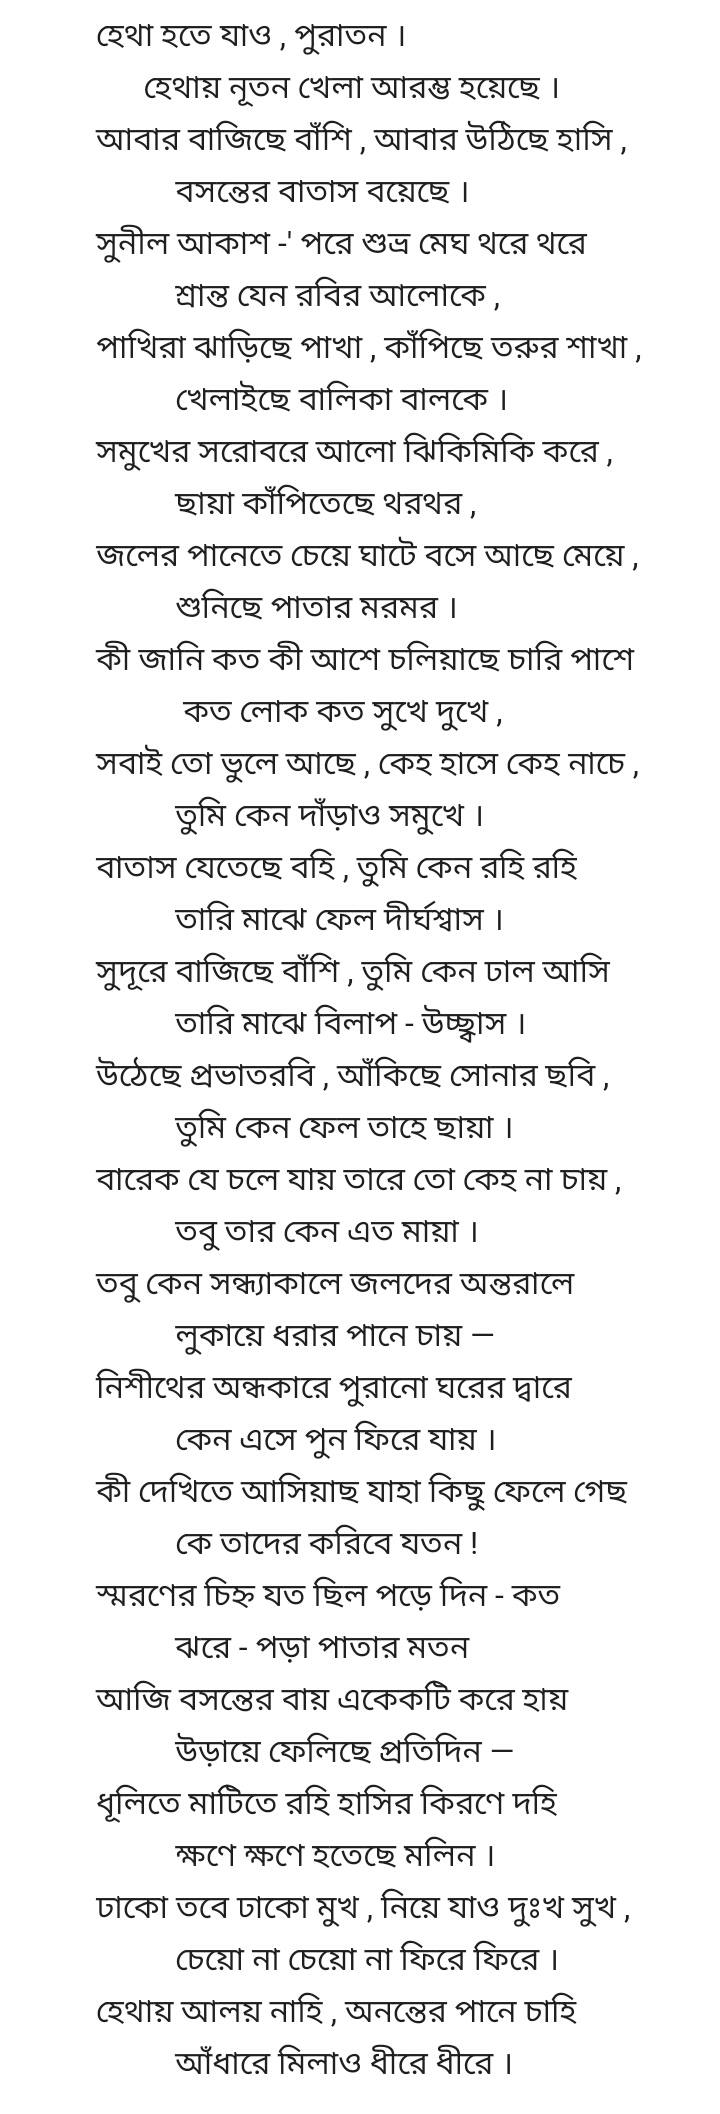 হেথা হতে যাও , পুরাতন ।
হেথায় নূতন খেলা আরম্ভ হয়েছে ।
আবার বাজিছে বাঁশি , আবার উঠিছে হাসি ,
বসন্তের বাতাস বয়েছে ।
সুনীল আকাশ -' পরে শুভ্র মেঘ থরে থরে
শ্রান্ত যেন রবির আলোকে ,
পাখিরা ঝাড়িছে পাখা , কাঁপিছে তরুর শাখা ,
খেলাইছে বালিকা বালকে ।
সমুখের সরোবরে আলো ঝিকিমিকি করে ,
ছায়া কাঁপিতেছে থরথর ,
জলের পানেতে চেয়ে ঘাটে বসে আছে মেয়ে ,
শুনিছে পাতার মরমর ।
কী জানি কত কী আশে চলিয়াছে চারি পাশে
কত লোক কত সুখে দুখে ,
সবাই তো ভুলে আছে , কেহ হাসে কেহ নাচে ,
তুমি কেন দাঁড়াও সমুখে ।
বাতাস যেতেছে বহি , তুমি কেন রহি রহি
তারি মাঝে ফেল দীর্ঘশ্বাস ।
সুদূরে বাজিছে বাঁশি , তুমি কেন ঢাল আসি
তারি মাঝে বিলাপ - উচ্ছ্বাস ।
উঠেছে প্রভাতরবি , আঁকিছে সোনার ছবি ,
তুমি কেন ফেল তাহে ছায়া ।
বারেক যে চলে যায় তারে তো কেহ না চায় ,
তবু তার কেন এত মায়া ।
তবু কেন সন্ধ্যাকালে জলদের অন্তরালে
লুকায়ে ধরার পানে চায় —
নিশীথের অন্ধকারে পুরানো ঘরের দ্বারে
কেন এসে পুন ফিরে যায় ।
কী দেখিতে আসিয়াছ যাহা কিছু ফেলে গেছ
কে তাদের করিবে যতন !
স্মরণের চিহ্ন যত ছিল পড়ে দিন - কত
ঝরে - পড়া পাতার মতন
আজি বসন্তের বায় একেকটি করে হায়
উড়ায়ে ফেলিছে প্রতিদিন —
ধূলিতে মাটিতে রহি হাসির কিরণে দহি
ক্ষণে ক্ষণে হতেছে মলিন ।
ঢাকো তবে ঢাকো মুখ , নিয়ে যাও দুঃখ সুখ ,
চেয়ো না চেয়ো না ফিরে ফিরে ।
হেথায় আলয় নাহি , অনন্তের পানে চাহি
আঁধারে মিলাও ধীরে ধীরে ।